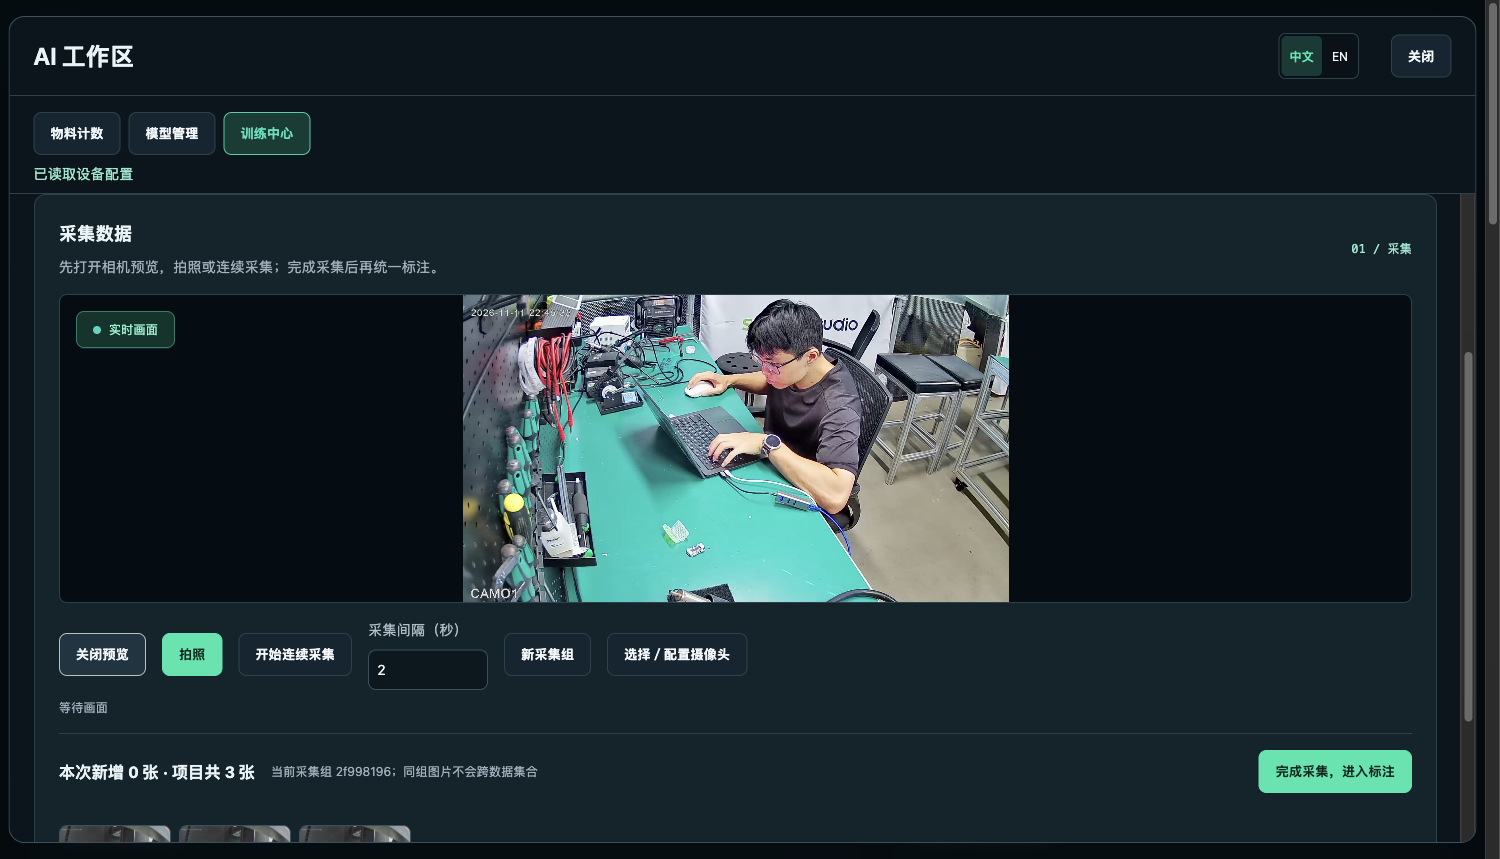 AI 工作区
中文
EN
关闭
物料计数
模型管理
训练中心
已读取设备配置
采集数据
先打开相机预览，拍照或连续采集；完成采集后再统一标注。
01 / 采集
实时画面
CAM01
关闭预览
拍照
开始连续采集
采集间隔（秒）
2
新采集组
选择 / 配置摄像头
等待画面
本次新增 0 张 · 项目共 3 张
当前采集组 2f998196；同组图片不会跨数据集合
完成采集，进入标注